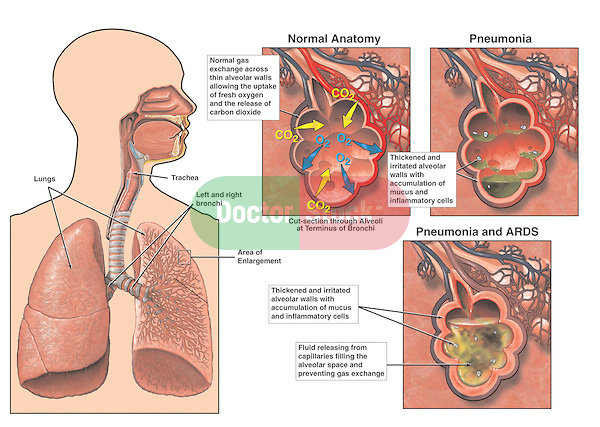 Normal Anatomy
Normal gas
exchange across
thin alveolar walls
allowing the uptake
of fresh oxygen
and the release of
carbon dioxide
CO2
CO2
O2
O2
O2
CO2
Cut-section through Alveoli
at Terminus of Bronchi
Pneumonia
Thickened and
irritated alveolar
walls with
accumulation of
mucus and
inflammatory cells
Lungs
Trachea
Left and right
bronchi
Area of
Enlargement
Doctor
Pneumonia and ARDS
Thickened and irritated
alveolar walls with
accumulation of mucus
and inflammatory cells
Fluid releasing from
capillaries filling the
alveolar space and
preventing gas exchange